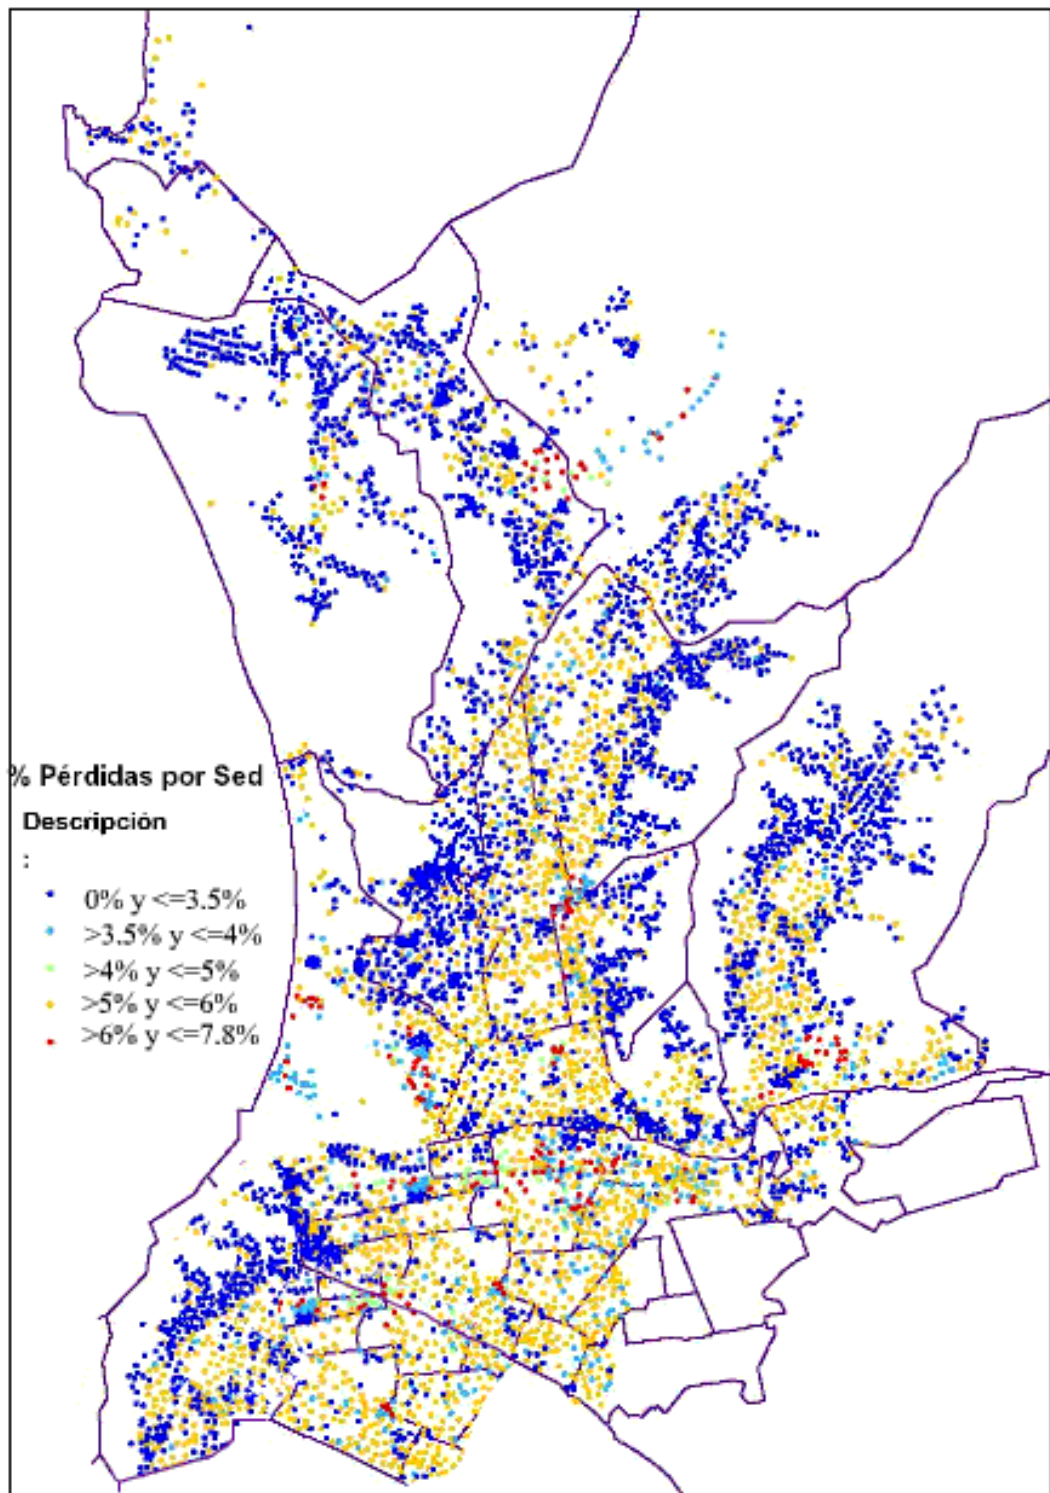 % Pérdidas por Sed
Descripción
:
0% y <=3.5%
>3.5% y <=4%
>4% y <=5%
>5% y <=6%
>6% y <=7.8%